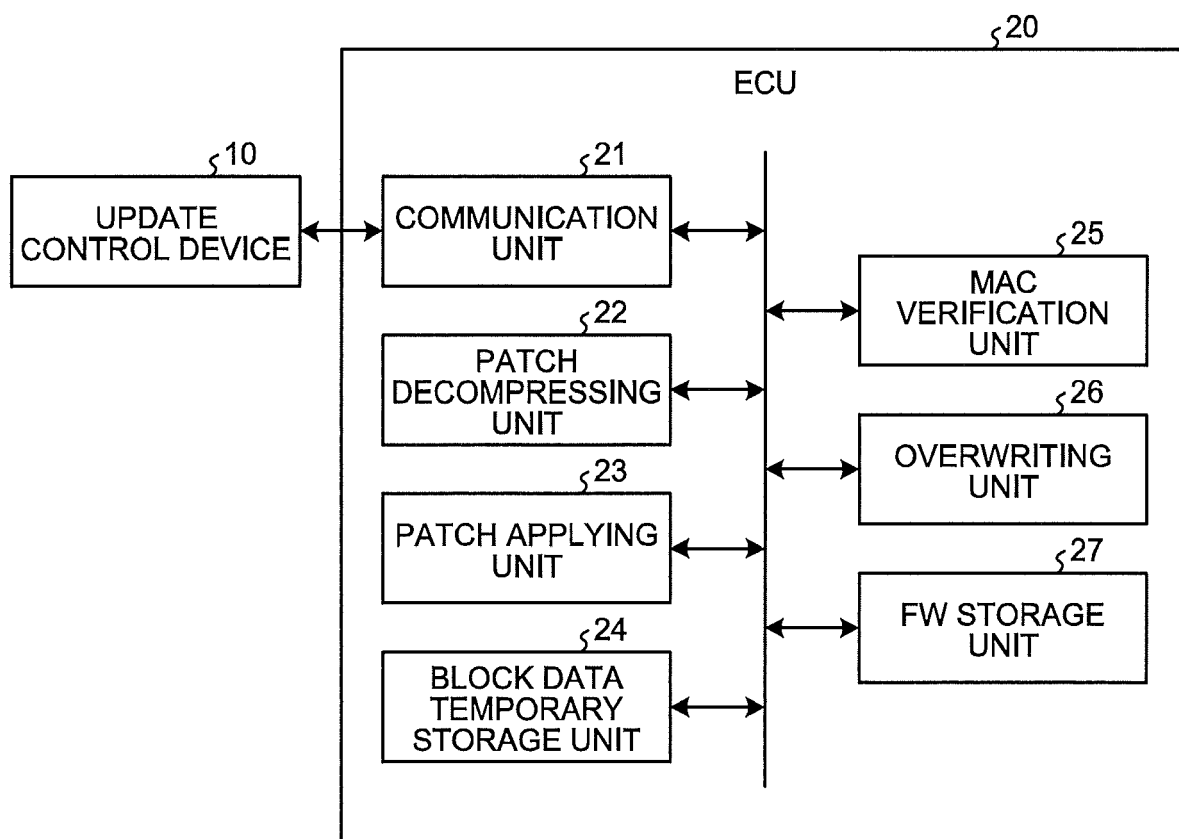 20
ECU
10
UPDATE
CONTROL DEVICE
21
COMMUNICATION
UNIT
22
PATCH
DECOMPRESSING
UNIT
23
PATCH APPLYING
UNIT
24
BLOCK DATA
TEMPORARY
STORAGE UNIT
25
MAC
VERIFICATION
UNIT
26
OVERWRITING
UNIT
27
FW STORAGE
UNIT